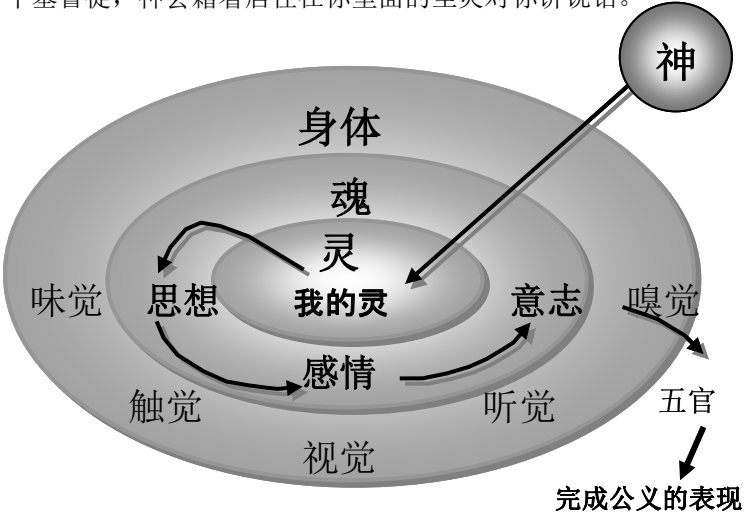 个基督徒，神会藉着居住在你里面的圣灵对你讲说话。
神
身体
魂
灵
我的灵
思想
意志
感情
味觉
嗅觉
触觉
听觉
视觉
五官
完成公义的表现